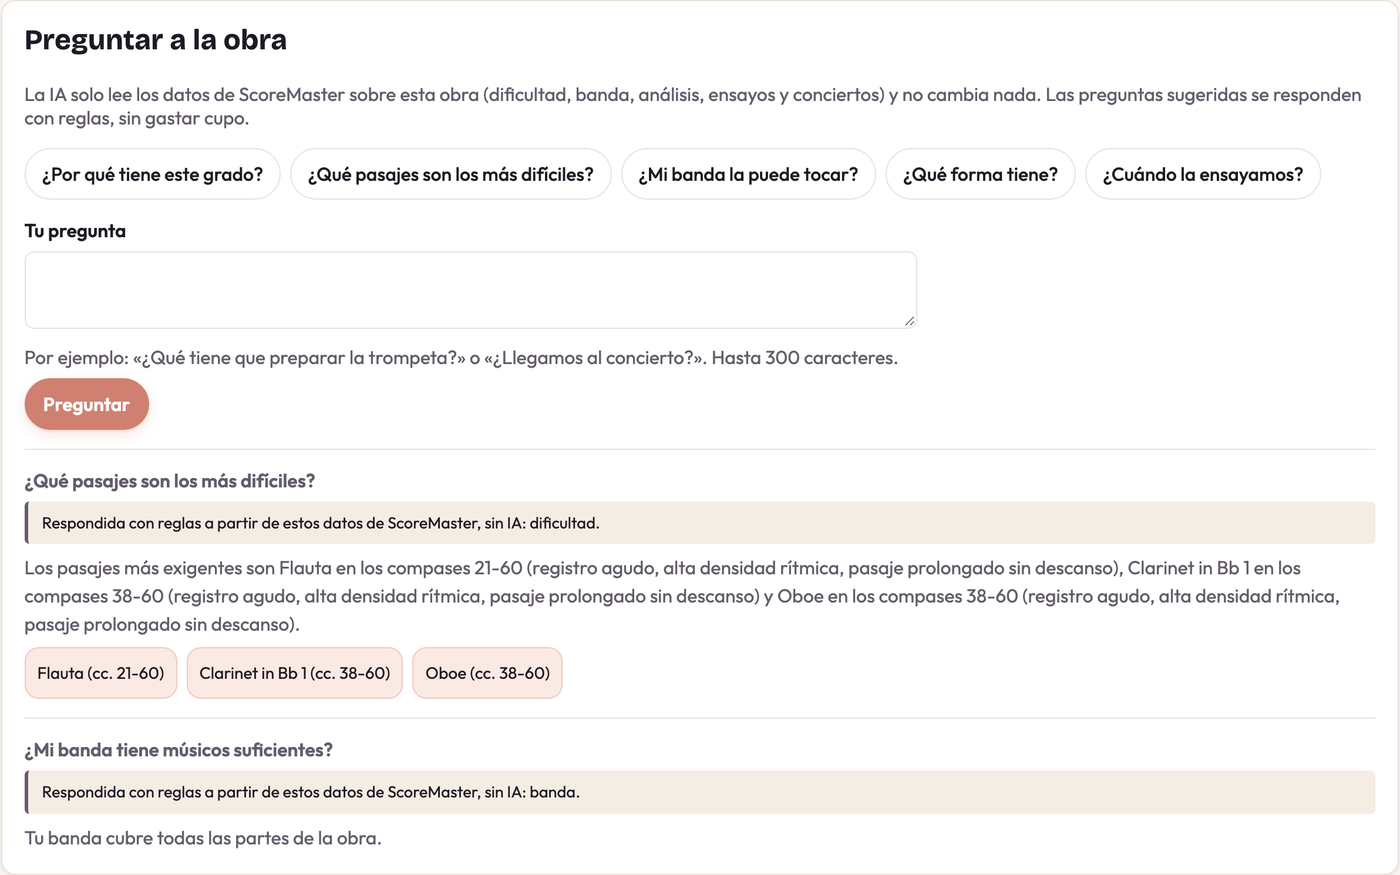 Preguntar a la obra
La IA solo lee los datos de ScoreMaster sobre esta obra (dificultad, banda, análisis, ensayos y conciertos) y no cambia nada. Las preguntas sugeridas se responden
con reglas, sin gastar cupo.
¿Por qué tiene este grado?
¿Qué pasajes son los más difíciles?
¿Mi banda la puede tocar?
¿Qué forma tiene?
¿Cuándo la ensayamos?
Tu pregunta
Por ejemplo: «¿Qué tiene que preparar la trompeta?» o «¿Llegamos al concierto?». Hasta 300 caracteres.
Preguntar
¿Qué pasajes son los más difíciles?
Respondida con reglas a partir de estos datos de ScoreMaster, sin IA: dificultad.
Los pasajes más exigentes son Flauta en los compases 21-60 (registro agudo, alta densidad rítmica, pasaje prolongado sin descanso), Clarinet in Bb 1 en los
compases 38-60 (registro agudo, alta densidad rítmica, pasaje prolongado sin descanso) y Oboe en los compases 38-60 (registro agudo, alta densidad rítmica,
pasaje prolongado sin descanso).
Flauta (cc. 21-60)
Clarinet in Bb 1 (cc. 38-60)
Oboe (cc. 38-60)
¿Mi banda tiene músicos suficientes?
Respondida con reglas a partir de estos datos de ScoreMaster, sin IA: banda.
Tu banda cubre todas las partes de la obra.